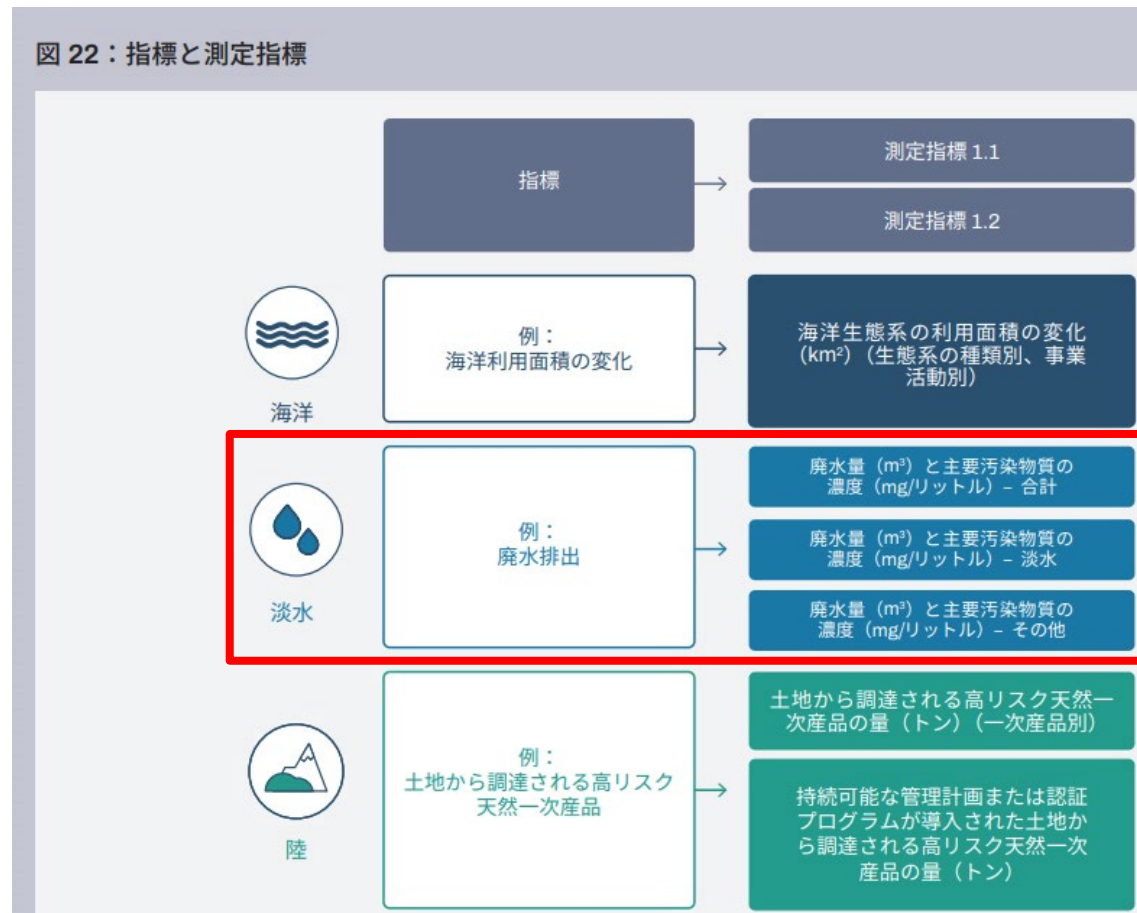 図 22：指標と測定指標
指標
測定指標 1.1
測定指標 1.2
海洋
例：
海洋利用面積の変化
海洋生態系の利用面積の変化
（km²）（生態系の種類別、事業
活動別）
淡水
例：
廃水排出
廃水量（m³）と主要汚染物質の
濃度（mg/リットル）– 合計
廃水量（m³）と主要汚染物質の
濃度（mg/リットル）– 淡水
廃水量（m³）と主要汚染物質の
濃度（mg/リットル）– その他
陸
例：
土地から調達される高リスク
天然一次産品
土地から調達される高リスク天然一
次産品の量（トン）（一次産品別）
持続可能な管理計画または認証
プログラムが導入された土地か
ら調達される高リスク天然一次
産品の量（トン）